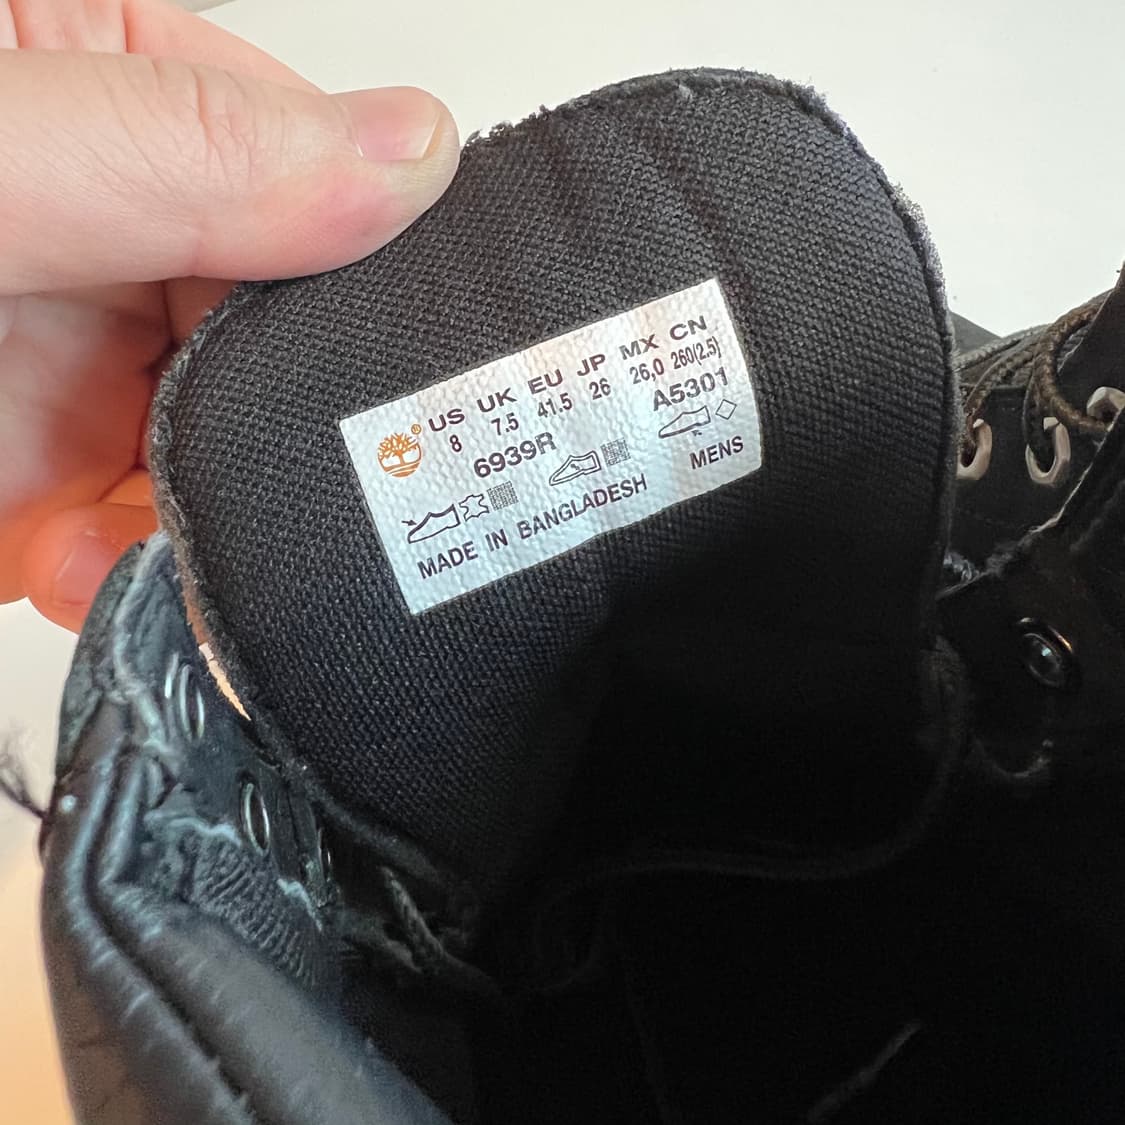 ®
US UK EU JP MX CN
8 7.5 41.5 26 26,0 260(2.5)
6939R A5301
MADE IN BANGLADESH MENS